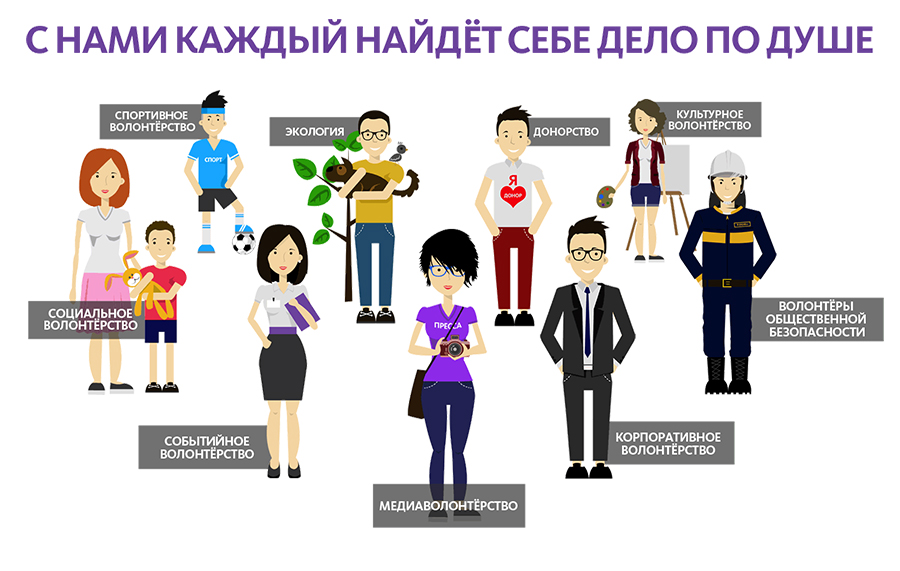 С НАМИ КАЖДЫЙ НАЙДЁТ СЕБЕ ДЕЛО ПО ДУШЕ
СПОРТИВНОЕ
ВОЛОНТЁРСТВО
СПОРТ
ЭКОЛОГИЯ
ДОНОРСТВО
Я
ДОНОР
КУЛЬТУРНОЕ
ВОЛОНТЁРСТВО
СОЦИАЛЬНОЕ
ВОЛОНТЁРСТВО
ПРЕССА
ВОЛОНТЁРЫ
ОБЩЕСТВЕННОЙ
БЕЗОПАСНОСТИ
СОБЫТИЙНОЕ
ВОЛОНТЁРСТВО
КОРПОРАТИВНОЕ
ВОЛОНТЁРСТВО
МЕДИАВОЛОНТЁРСТВО